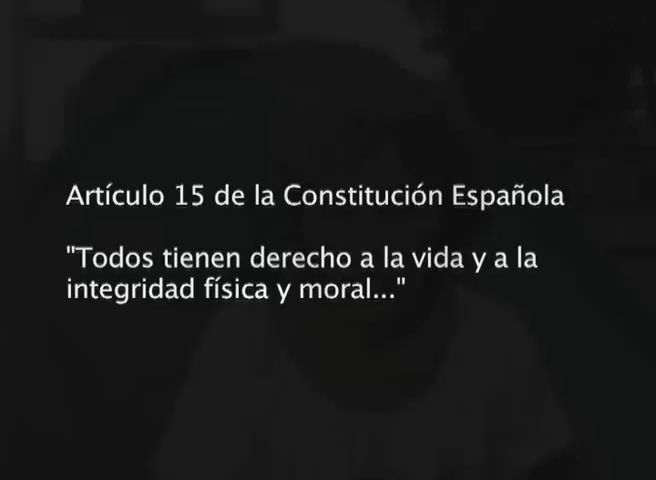 Artículo 15 de la Constitución Española
"Todos tienen derecho a la vida y a la
integridad física y moral..."